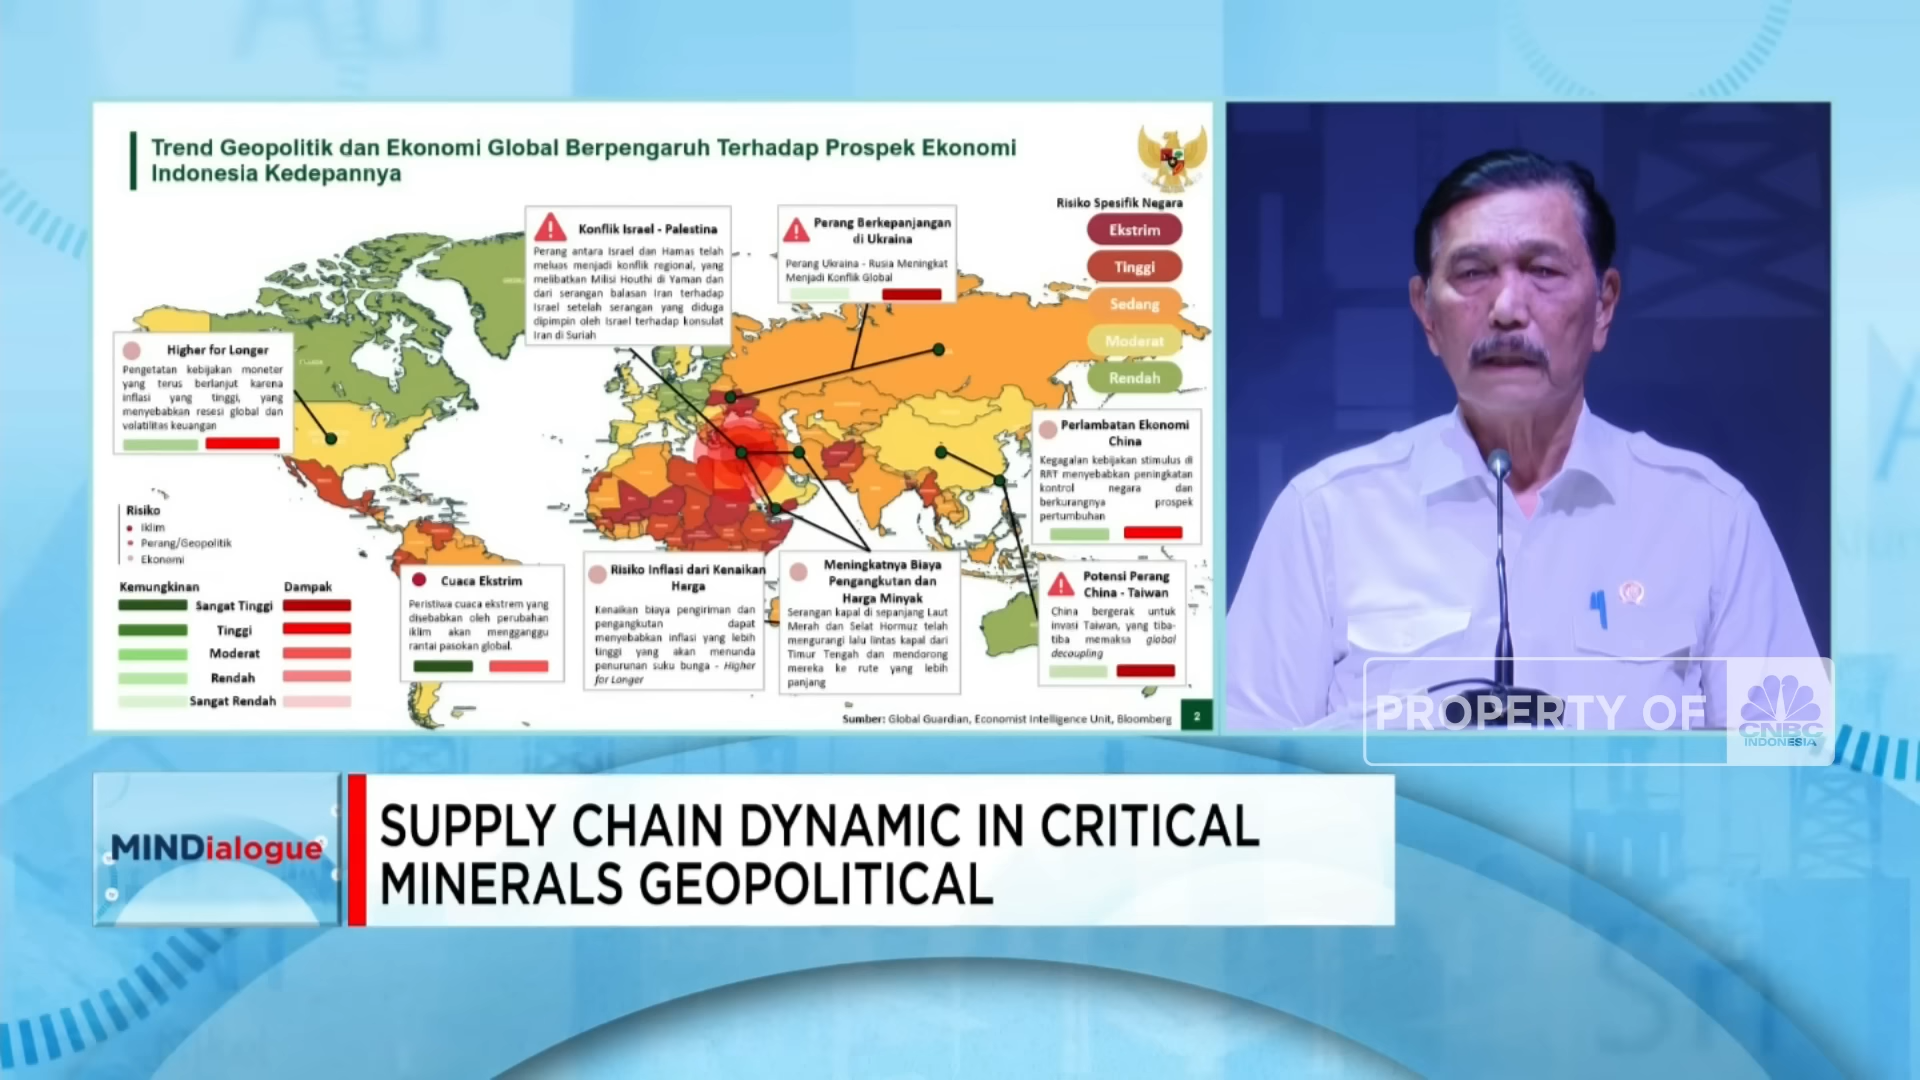 Trend Geopolitik dan Ekonomi Global Berpengaruh Terhadap Prospek Ekonomi
Indonesia Kedepannya
Risiko Spesifik Negara
Ekstrim
Tinggi
Sedang
Moderat
Rendah
Konflik Israel - Palestina
Perang antara Israel dan Hamas telah
meluas menjadi konflik regional, yang
melibatkan Milisi Houthi di Yaman dan
dari serangan balasan Iran terhadap
Israel setelah serangan yang diduga
dipimpin oleh Israel terhadap konsulat
Iran di Suriah
Perang Berkepanjangan
di Ukraina
Perang Ukraina - Rusia Meningkat
Menjadi Konflik Global
Higher for Longer
Pengetatan kebijakan moneter
yang terus berlanjut karena
inflasi yang tinggi, yang
menyebabkan resesi global dan
volatilitas keuangan
Perlambatan Ekonomi
China
Kegagalan kebijakan stimulus di
RRT menyebabkan peningkatan
kontrol negara dan
berkurangnya prospek
pertumbuhan
Risiko
Iklim
Perang/Geopolitik
Ekonomi
Kemungkinan Dampak
Sangat Tinggi
Tinggi
Moderat
Rendah
Sangat Rendah
Cuaca Ekstrim
Peristiwa cuaca ekstrem yang
disebabkan oleh perubahan
iklim akan mengganggu
rantai pasokan global.
Risiko Inflasi dari Kenaikan
Harga
Kenaikan biaya pengiriman dan
pengangkutan dapat
menyebabkan inflasi yang lebih
tinggi yang akan menunda
penurunan suku bunga - Higher
for Longer
Meningkatnya Biaya
Pengangkutan dan
Harga Minyak
Serangan kapal di sepanjang Laut
Merah dan Selat Hormuz telah
mengurangi lalu lintas kapal dari
Timur Tengah dan mendorong
mereka ke rute yang lebih
panjang
Potensi Perang
China - Taiwan
China bergerak untuk
invasi Taiwan, yang tiba-
tiba memaksa global
decoupling
Sumber: Global Guardian, Economist Intelligence Unit, Bloomberg
2
PROPERTY OF
CNBC
INDONESIA
MINDialogue
SUPPLY CHAIN DYNAMIC IN CRITICAL
MINERALS GEOPOLITICAL